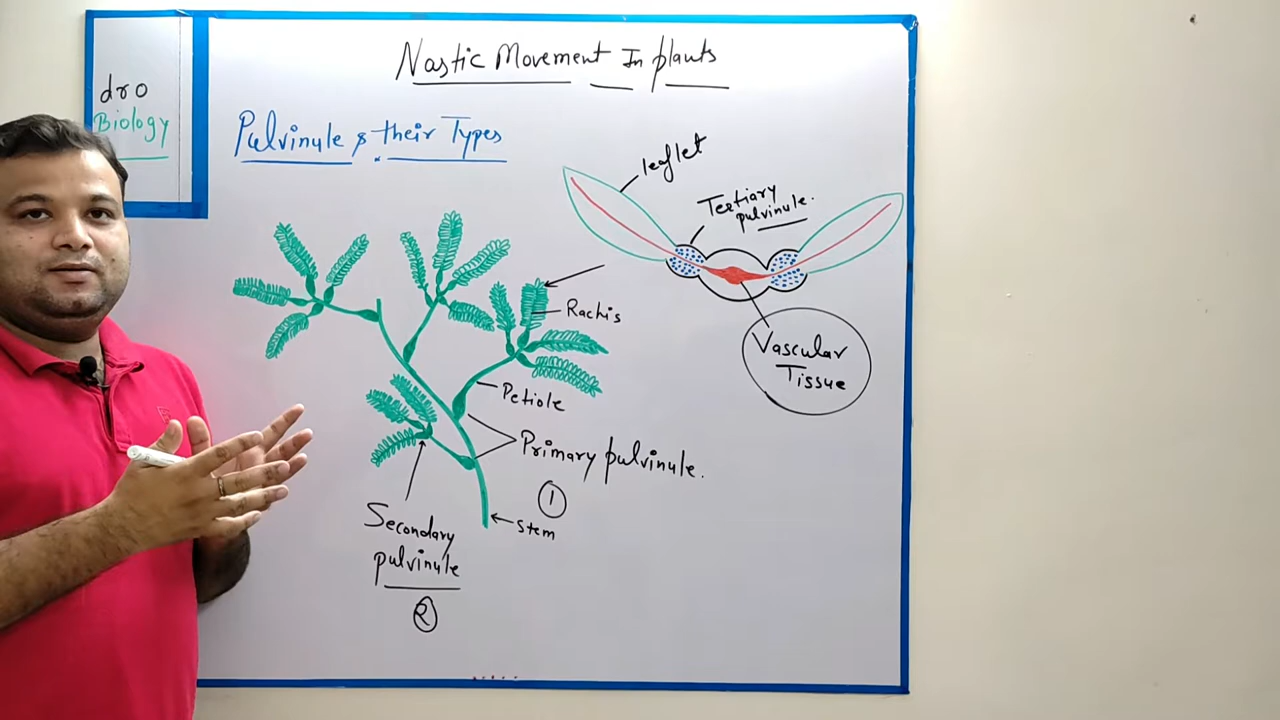 Nastic Movement In plants
dro
Biology
Pulvinule & their Types
leaflet
Tertiary
pulvinule.
Rachis
Vascular
Tissue
Petiole
Primary pulvinule.
1
Secondary
pulvinule
2
Stem